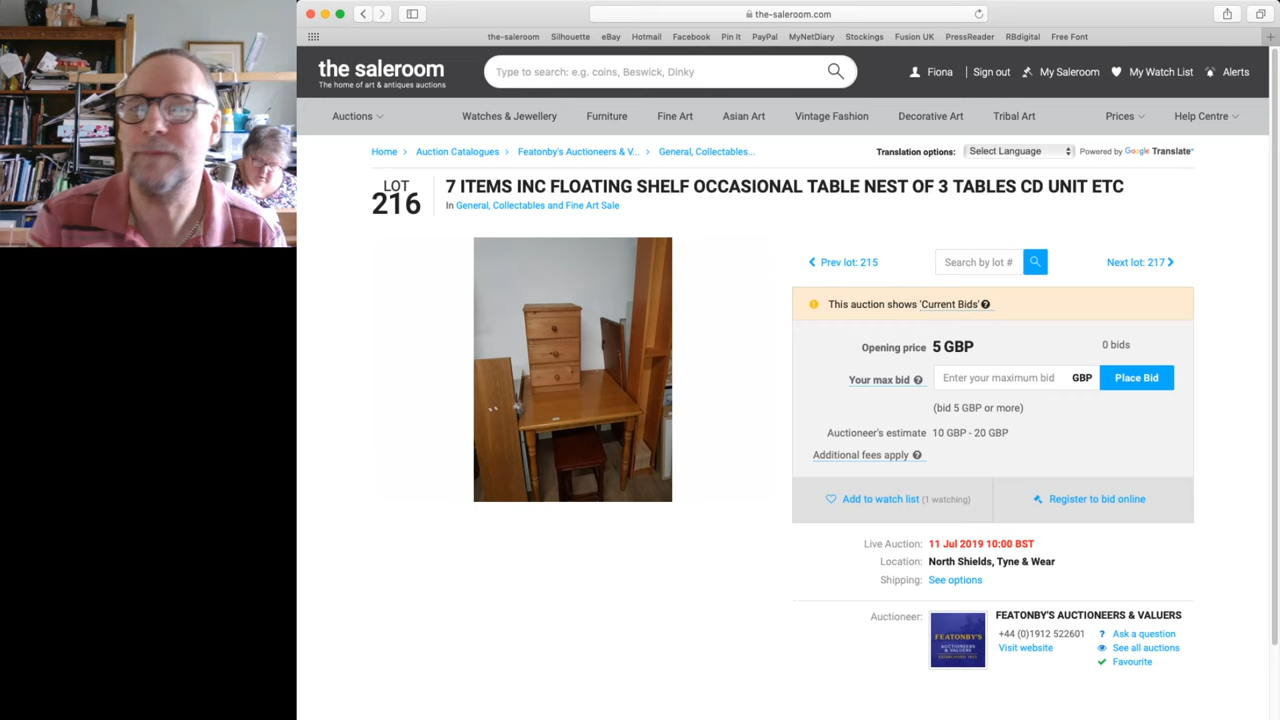 the-saleroom.com
the-saleroom Silhouette eBay Hotmail Facebook Pin It PayPal MyNetDiary Stockings Fusion UK PressReader RBdigital Free Font
the saleroom
The home of art & antiques auctions
Type to search: e.g. coins, Beswick, Dinky
Fiona Sign out My Saleroom My Watch List Alerts
Auctions Watches & Jewellery Furniture Fine Art Asian Art Vintage Fashion Decorative Art Tribal Art Prices Help Centre
Home Auction Catalogues Featonby's Auctioneers & V... General, Collectables...
Translation options: Select Language Powered by Google Translate
LOT
216
7 ITEMS INC FLOATING SHELF OCCASIONAL TABLE NEST OF 3 TABLES CD UNIT ETC
In General, Collectables and Fine Art Sale
Prev lot: 215 Search by lot # Next lot: 217
This auction shows 'Current Bids'
Opening price 5 GBP 0 bids
Your max bid Enter your maximum bid GBP Place Bid
(bid 5 GBP or more)
Auctioneer's estimate 10 GBP - 20 GBP
Additional fees apply
Add to watch list (1 watching) Register to bid online
Live Auction: 11 Jul 2019 10:00 BST
Location: North Shields, Tyne & Wear
Shipping: See options
Auctioneer: FEATONBY'S AUCTIONEERS & VALUERS
+44 (0)1912 522601 Ask a question
Visit website See all auctions
Favourite
FEATONBY'S
AUCTIONEERS
& VALUERS